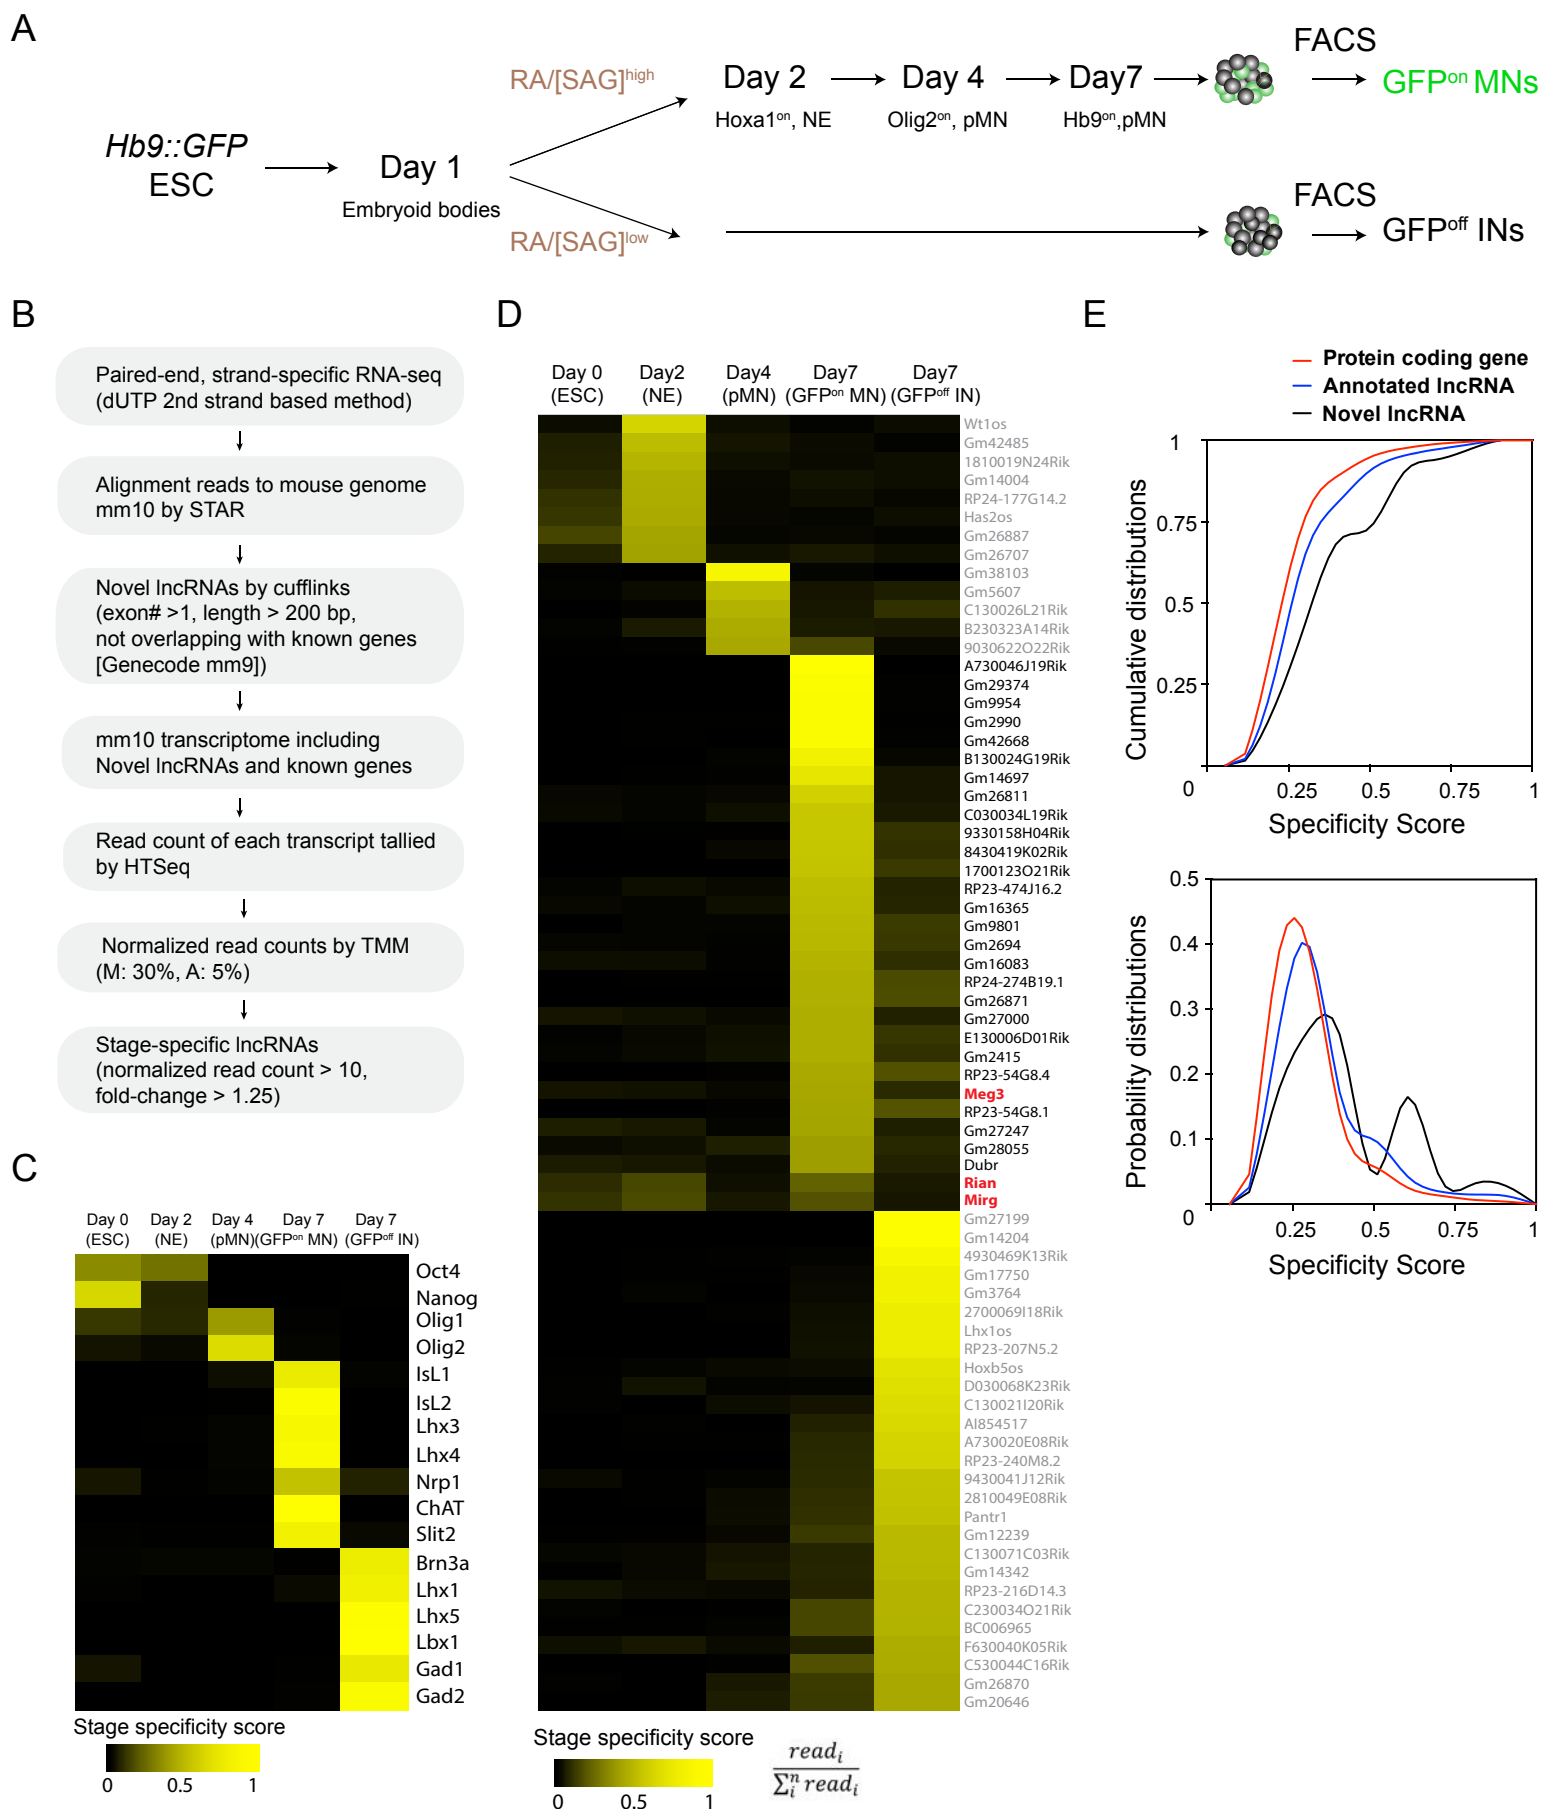 A
RA/[SAG]high
Day 2
Day 4
Day7
FACS
GFPon MNs
Hoxa1on, NE
Olig2on, pMN
Hb9on,pMN
Hb9::GFP
ESC
Day 1
Embryoid bodies
RA/[SAG]low
FACS
GFPoff INs
B
Paired-end, strand-specific RNA-seq
(dUTP 2nd strand based method)
Alignment reads to mouse genome
mm10 by STAR
Novel lncRNAs by cufflinks
(exon# >1, length > 200 bp,
not overlapping with known genes
[Genecode mm9])
mm10 transcriptome including
Novel lncRNAs and known genes
Read count of each transcript tallied
by HTSeq
Normalized read counts by TMM
(M: 30%, A: 5%)
Stage-specific lncRNAs
(normalized read count > 10,
fold-change > 1.25)
C
Day 0 Day 2 Day 4 Day 7 Day 7
(ESC) (NE) (pMN)(GFPon MN) (GFPoff IN)
Oct4
Nanog
Olig1
Olig2
IsL1
IsL2
Lhx3
Lhx4
Nrp1
ChAT
Slit2
Brn3a
Lhx1
Lhx5
Lbx1
Gad1
Gad2
Stage specificity score
0 0.5 1
D
Day 0 Day2 Day4 Day7 Day7
(ESC) (NE) (pMN) (GFPon MN) (GFPoff IN)
Wt1os
Gm42485
1810019N24Rik
Gm14004
RP24-177G14.2
Has2os
Gm26887
Gm26707
Gm38103
Gm5607
C130026L21Rik
B230323A14Rik
9030622O22Rik
A730046J19Rik
Gm29374
Gm9954
Gm2990
Gm42668
B130024G19Rik
Gm14697
Gm26811
C030034L19Rik
9330158H04Rik
8430419K02Rik
1700123O21Rik
RP23-474J16.2
Gm16365
Gm9801
Gm2694
Gm16083
RP24-274B19.1
Gm26871
Gm27000
E130006D01Rik
Gm2415
RP23-54G8.4
Meg3
RP23-54G8.1
Gm27247
Gm28055
Dubr
Rian
Mirg
Gm27199
Gm14204
4930469K13Rik
Gm17750
Gm3764
2700069I18Rik
Lhx1os
RP23-207N5.2
Hoxb5os
D030068K23Rik
C130021I20Rik
AI854517
A730020E08Rik
RP23-240M8.2
9430041J12Rik
2810049E08Rik
Pantr1
Gm12239
C130071C03Rik
Gm14342
RP23-216D14.3
C230034O21Rik
BC006965
F630040K05Rik
C530044C16Rik
Gm26870
Gm20646
Stage specificity score
0 0.5 1
read_i
∑_i^n read_i
E
Protein coding gene
Annotated lncRNA
Novel lncRNA
Cumulative distributions
1
0.75
0.5
0.25
0
0.25 0.5 0.75 1
Specificity Score
Probability distributions
0.5
0.4
0.3
0.2
0.1
0
0.25 0.5 0.75 1
Specificity Score